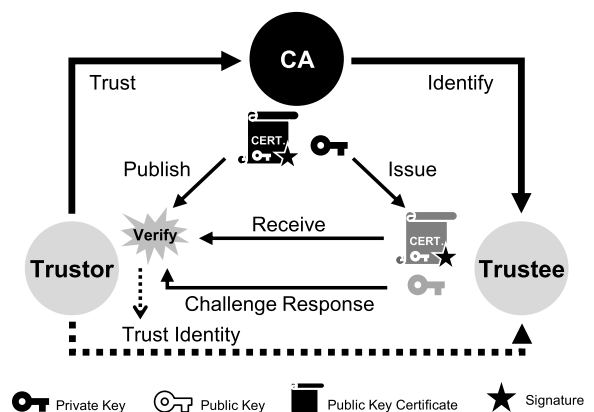 CA
Trust
Identify
CERT.
Publish
Issue
Verify
Receive
CERT.
Trustor
Trustee
Challenge Response
Trust Identity
Private Key
Public Key
Public Key Certificate
Signature